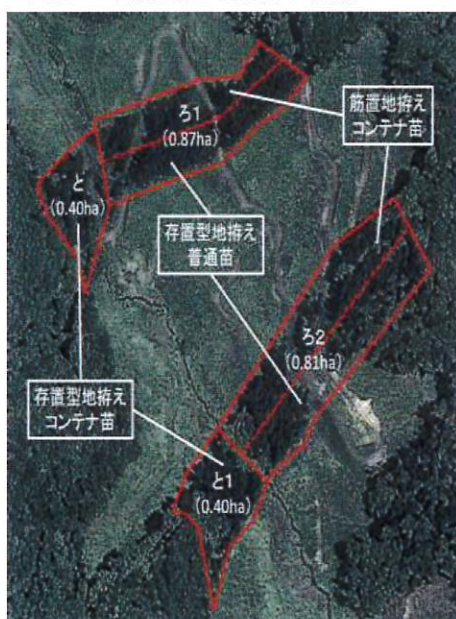 筋置地拵え
コンテナ苗
ろ1
(0.87ha)
と
(0.40ha)
存置型地拵え
普通苗
ろ2
(0.81ha)
存置型地拵え
コンテナ苗
と1
(0.40ha)